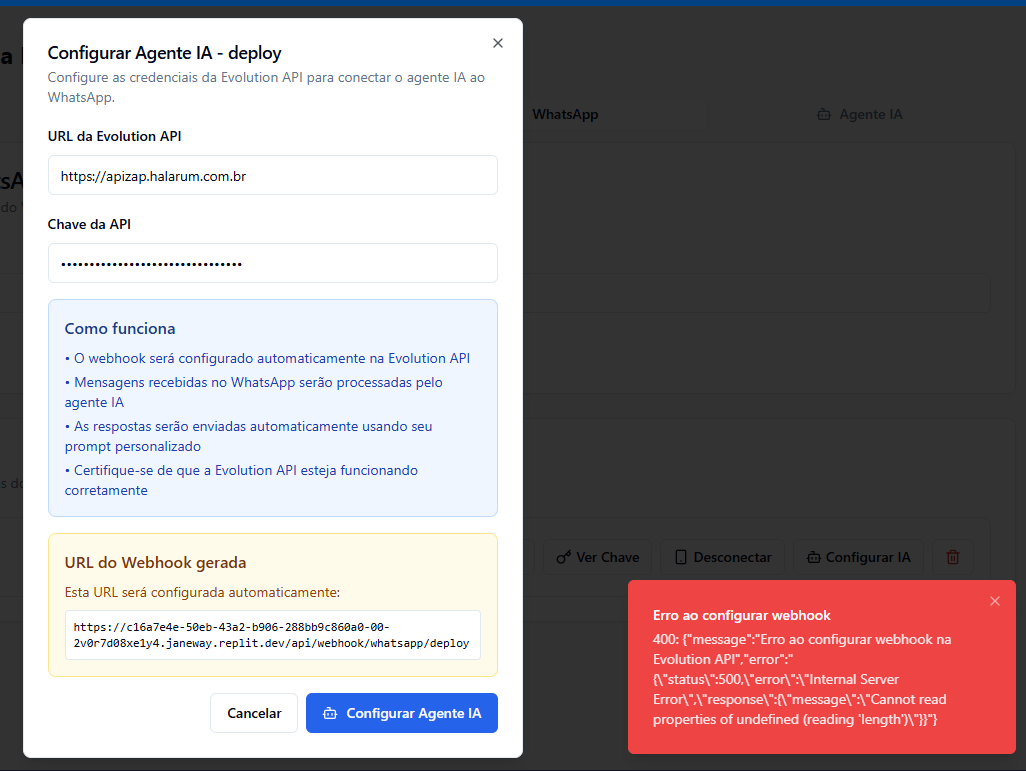 Configurar Agente IA - deploy
Configure as credenciais da Evolution API para conectar o agente IA ao
WhatsApp.
URL da Evolution API
https://apizap.halarum.com.br
Chave da API
•••••••••••••••••••••••••••••••
Como funciona
• O webhook será configurado automaticamente na Evolution API
• Mensagens recebidas no WhatsApp serão processadas pelo
agente IA
• As respostas serão enviadas automaticamente usando seu
prompt personalizado
• Certifique-se de que a Evolution API esteja funcionando
corretamente
URL do Webhook gerada
Esta URL será configurada automaticamente:
https://c16a7e4e-50eb-43a2-b906-288bb9c860a0-00-
2v0r7d08xe1y4.janeway.replit.dev/api/webhook/whatsapp/deploy
Cancelar
Configurar Agente IA
WhatsApp
Agente IA
Ver Chave
Desconectar
Configurar IA
Erro ao configurar webhook
400: {"message":"Erro ao configurar webhook na
Evolution API","error":"
{\"status\":500,\"error\":\"Internal Server
Error\",\"response\":{\"message\":\"Cannot read
properties of undefined (reading 'length')\"}}"}